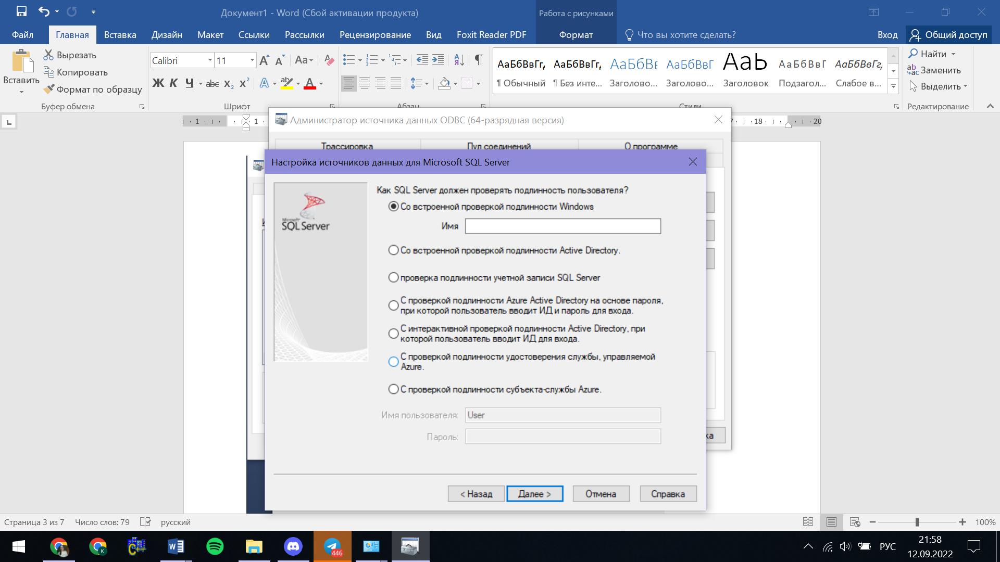 Документ1 - Word (Сбой активации продукта)
Работа с рисунками
Файл
Главная
Вставка
Дизайн
Макет
Ссылки
Рассылки
Рецензирование
Вид
Foxit Reader PDF
Формат
Что вы хотите сделать?
Вход
Общий доступ
Вставить
Вырезать
Копировать
Формат по образцу
Буфер обмена
Calibri
11
Aa
Ж К Ч abc x₂ x²
Шрифт
Абзац
АаБбВвГг,
¶ Обычный
АаБбВвГг,
¶ Без инте...
АаБбВг
Заголово...
АаБбВвГ
Заголово...
АаЬ
Заголовок
АаБбВвГ
Подзагол...
АаБбВвГг,
Слабое в...
Стили
Найти
Заменить
Выделить
Редактирование
1
1
18
20
Администратор источника данных ODBC (64-разрядная версия)
Трассировка
Пул соединений
О программе
Настройка источников данных для Microsoft SQL Server
Microsoft
SQL Server
Как SQL Server должен проверять подлинность пользователя?
Со встроенной проверкой подлинности Windows
Имя
Со встроенной проверкой подлинности Active Directory.
проверка подлинности учетной записи SQL Server
С проверкой подлинности Azure Active Directory на основе пароля,
при которой пользователь вводит ИД и пароль для входа.
С интерактивной проверкой подлинности Active Directory, при
которой пользователь вводит ИД для входа.
С проверкой подлинности удостоверения службы, управляемой
Azure.
С проверкой подлинности субъекта-службы Azure.
Имя пользователя:
User
Пароль:
ка
< Назад
Далее >
Отмена
Справка
Страница 3 из 7
Число слов: 79
русский
100%
446
РУС
21:58
12.09.2022